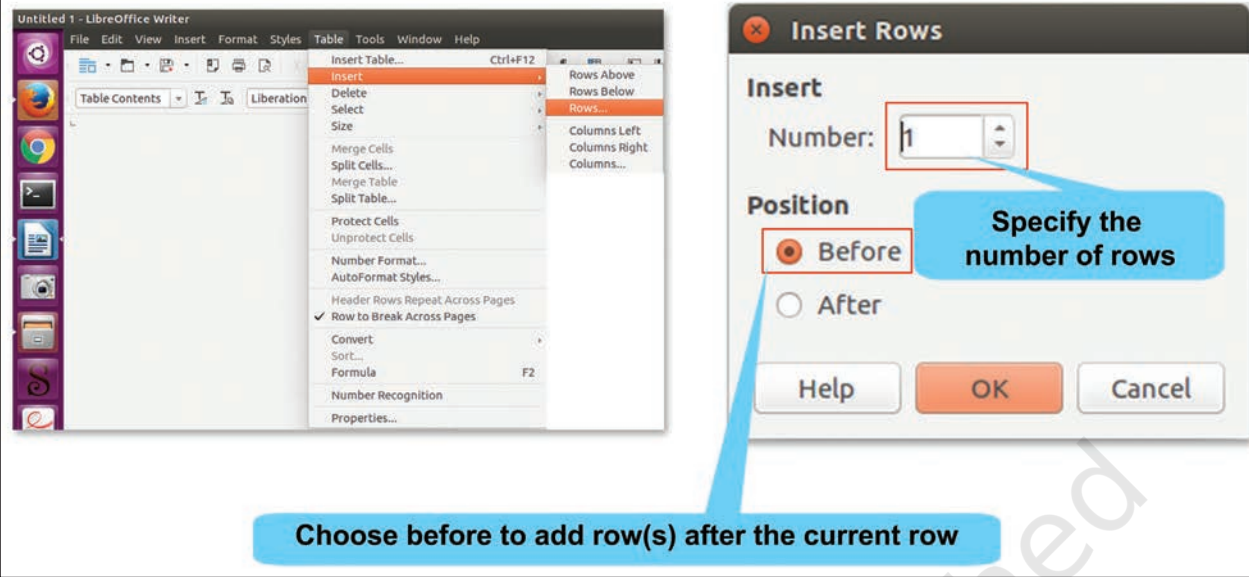 Untitled 1 - LibreOffice Writer
File Edit View Insert Format Styles Table Tools Window Help
Table Contents
Liberation
Insert Table... Ctrl+F12
Insert
Delete
Select
Size
Merge Cells
Split Cells...
Merge Table
Split Table...
Protect Cells
Unprotect Cells
Number Format...
AutoFormat Styles...
Header Rows Repeat Across Pages
Row to Break Across Pages
Convert
Sort...
Formula F2
Number Recognition
Properties...
Rows Above
Rows Below
Rows...
Columns Left
Columns Right
Columns...
Insert Rows
Insert
Number: 1
Position
Before
After
Specify the
number of rows
Help OK Cancel
Choose before to add row(s) after the current row